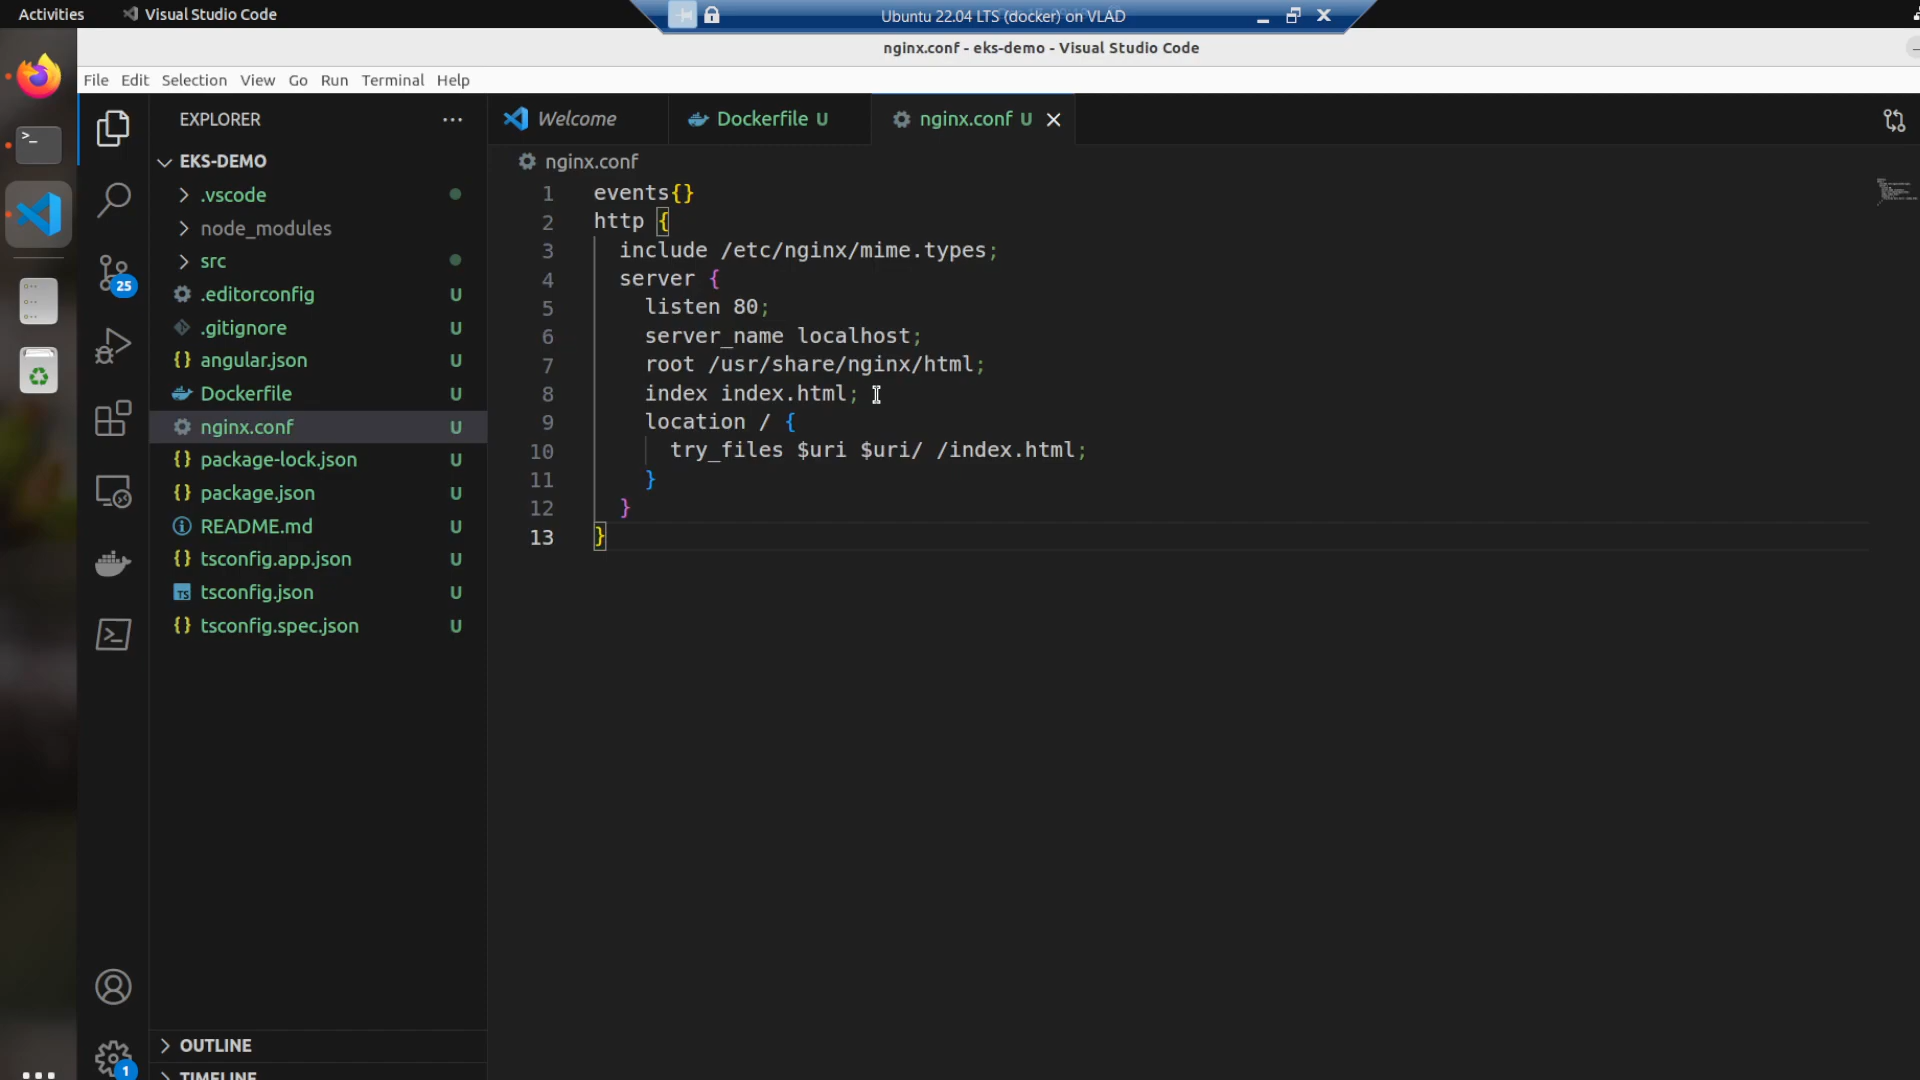 Activities Visual Studio Code
Ubuntu 22.04 LTS (docker) on VLAD
nginx.conf - eks-demo - Visual Studio Code
File Edit Selection View Go Run Terminal Help
EXPLORER
Welcome Dockerfile U nginx.conf U
EKS-DEMO
nginx.conf
.vscode
node_modules
src
.editorconfig U
.gitignore U
angular.json U
Dockerfile U
nginx.conf U
package-lock.json U
package.json U
README.md U
tsconfig.app.json U
TS tsconfig.json U
tsconfig.spec.json U
25
1 events{}
2 http {
3 include /etc/nginx/mime.types;
4 server {
5 listen 80;
6 server_name localhost;
7 root /usr/share/nginx/html;
8 index index.html;
9 location / {
10 try_files $uri $uri/ /index.html;
11 }
12 }
13 }
OUTLINE
TIMELINE
1